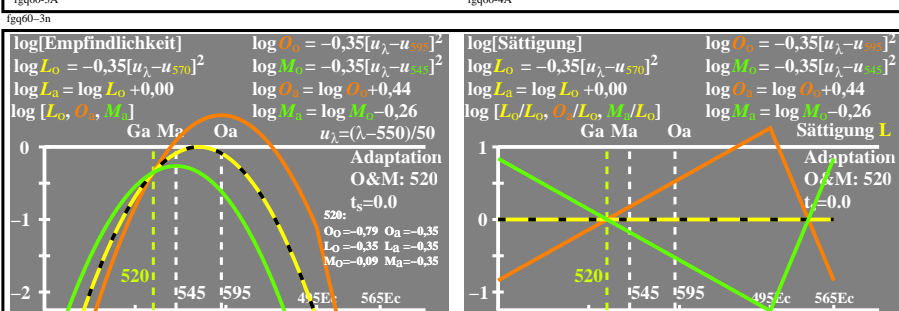 fgq60-3A
fgq60-4A
fgq60-3n
log[Empfindlichkeit]
log Oo = −0,35[uλ−u595]²
log Lo = −0,35[uλ−u570]²
log Mo = −0,35[uλ−u545]²
log La = log Lo +0,00
log Oa = log Oo+0,44
log [Lo, Oa, Ma]
log Ma = log Mo−0,26
Ga Ma Oa
uλ=(λ−550)/50
0
Adaptation
O&M: 520
ts=0.0
−1
520:
Oo=−0,79 Oa=−0,35
Lo=−0,35 La=−0,35
Mo=−0,09 Ma=−0,35
520
−2
545 595
495Ec 565Ec
log[Sättigung]
log Oo = −0,35[uλ−u595]²
log Lo = −0,35[uλ−u570]²
log Mo = −0,35[uλ−u545]²
log La = log Lo +0,00
log Oa = log Oo+0,44
log [Lo/Lo, Oa/Lo, Ma/Lo]
log Ma = log Mo−0,26
Ga Ma Oa
Sättigung L
1
Adaptation
O&M: 520
ts=0.0
0
520
−1
545 595
495Ec 565Ec